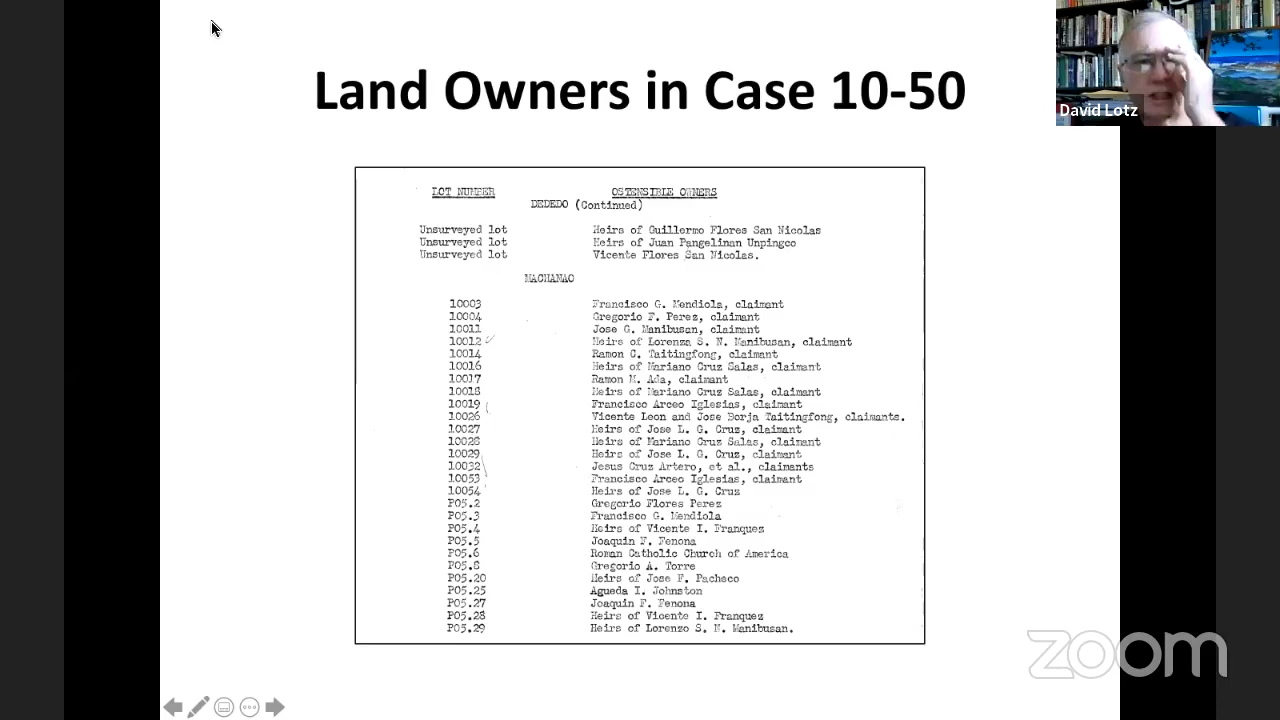 Land Owners in Case 10-50
David Lotz
LOT NUMBER OSTENSIBLE OWNERS
DEDEDO (Continued)
Unsurveyed lot Heirs of Guillermo Flores San Nicolas
Unsurveyed lot Heirs of Juan Pangelinan Unpingco
Unsurveyed lot Vicente Flores San Nicolas.
MACHANAO
10003 Francisco G. Mendiola, claimant
10004 Gregorio F. Perez, claimant
10011 Jose G. Manibusan, claimant
10012 Heirs of Lorenza S. N. Manibusan, claimant
10014 Ramon C. Taitingfong, claimant
10016 Heirs of Mariano Cruz Salas, claimant
10017 Ramon M. Ada, claimant
10018 Heirs of Mariano Cruz Salas, claimant
10019 Francisco Arceo Iglesias, claimant
10026 Vicente Leon and Jose Borja Taitingfong, claimants.
10027 Heirs of Jose L. G. Cruz, claimant
10028 Heirs of Mariano Cruz Salas, claimant
10029 Heirs of Jose L. G. Cruz, claimant
10032 Jesus Cruz Artero, et al., claimants
10053 Francisco Arceo Iglesias, claimant
10054 Heirs of Jose L. G. Cruz
P05.2 Gregorio Flores Perez
P05.3 Francisco G. Mendiola
P05.4 Heirs of Vicente I. Franquez
P05.5 Joaquin F. Fenona
P05.6 Roman Catholic Church of America
P05.8 Gregorio A. Torre
P05.20 Heirs of Jose F. Pacheco
P05.25 Agueda I. Johnston
P05.27 Joaquin F. Fenona
P05.28 Heirs of Vicente I. Franquez
P05.29 Heirs of Lorenzo S. N. Manibusan.
zoom